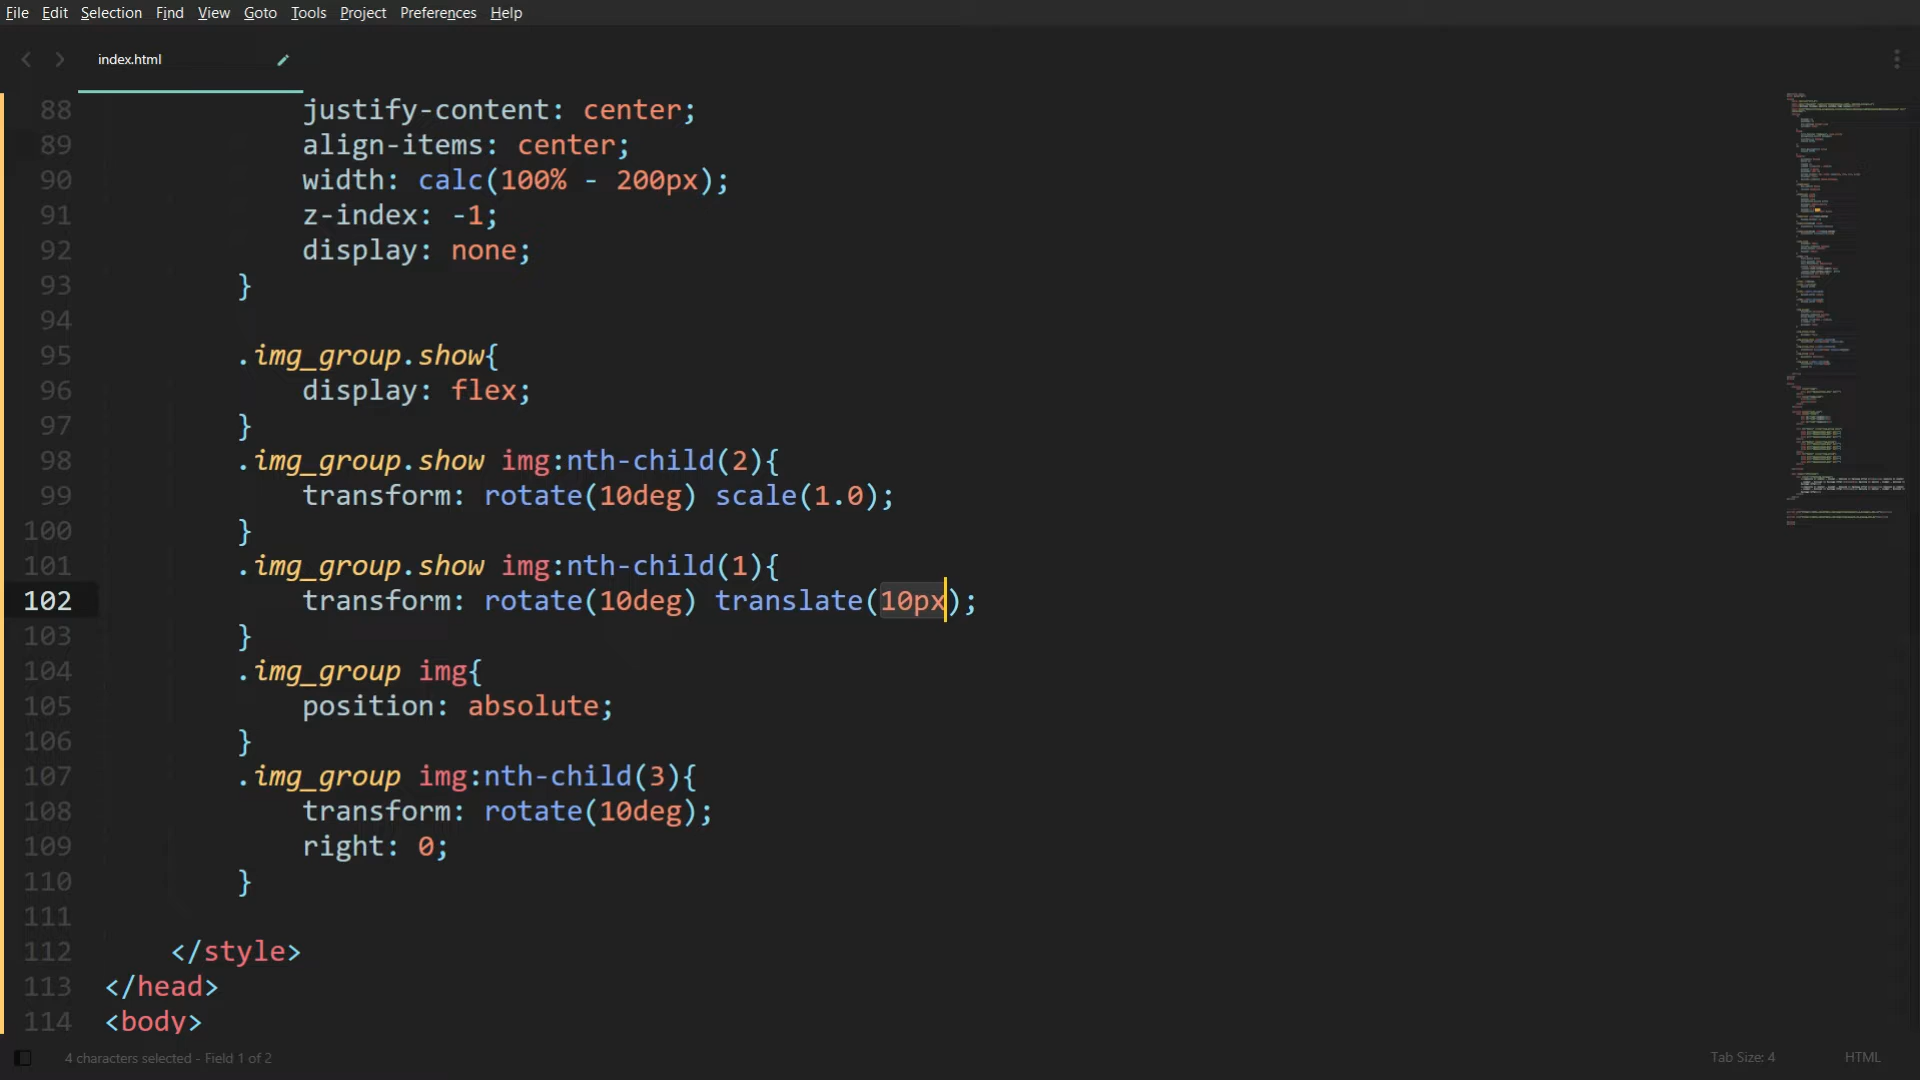 File Edit Selection Find View Goto Tools Project Preferences Help
index.html
88 justify-content: center;
89 align-items: center;
90 width: calc(100% - 200px);
91 z-index: -1;
92 display: none;
93 }
94
95 .img_group.show{
96 display: flex;
97 }
98 .img_group.show img:nth-child(2){
99 transform: rotate(10deg) scale(1.0);
100 }
101 .img_group.show img:nth-child(1){
102 transform: rotate(10deg) translate(10px);
103 }
104 .img_group img{
105 position: absolute;
106 }
107 .img_group img:nth-child(3){
108 transform: rotate(10deg);
109 right: 0;
110 }
111
112 </style>
113 </head>
114 <body>
4 characters selected - Field 1 of 2
Tab Size: 4 HTML